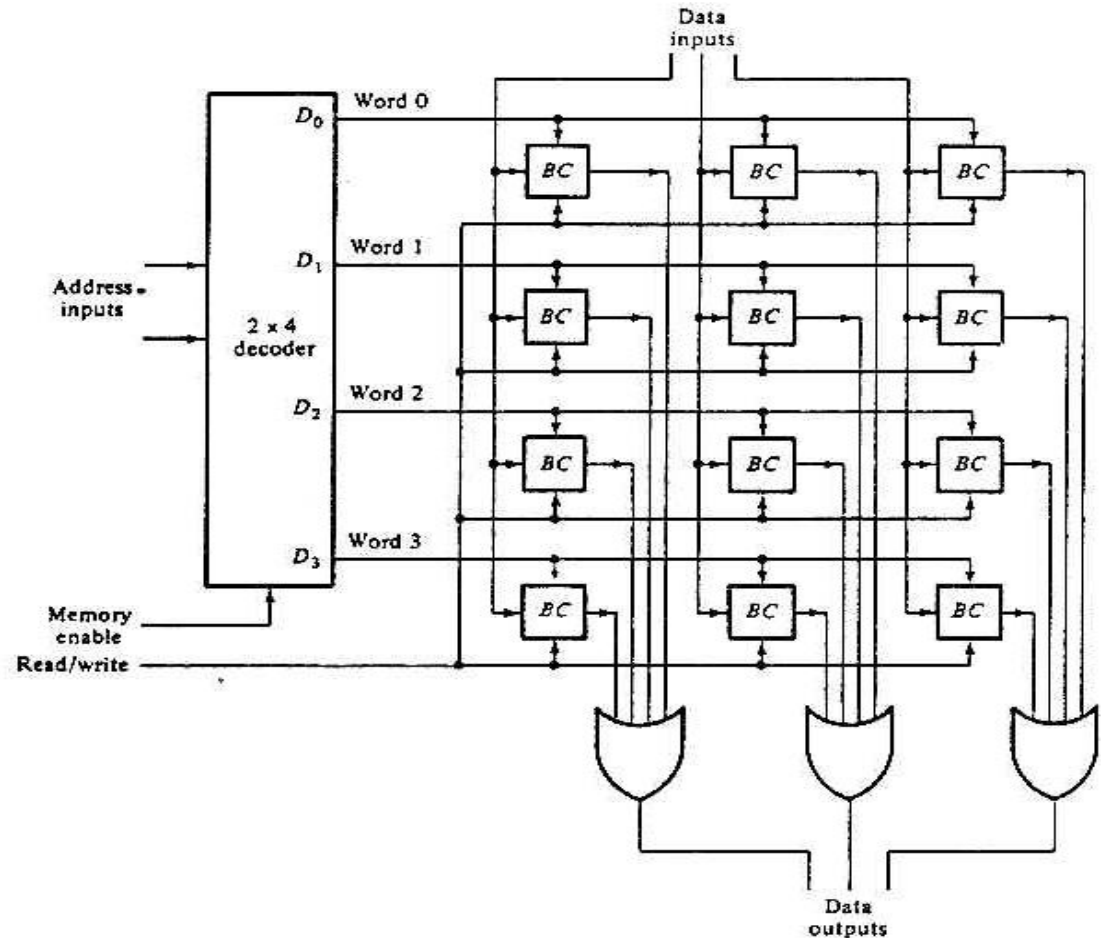 Data
inputs
Word 0
D0
BC BC BC
Word 1
D1
Address
inputs
2 x 4
decoder
BC BC BC
Word 2
D2
BC BC BC
Word 3
D3
BC BC BC
Memory
enable
Read/write
Data
outputs